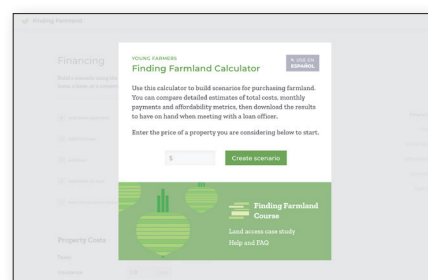 Finding Farmland
Financing
YOUNG FARMERS
Finding Farmland Calculator
USE EN
ESPAÑOL
Use this calculator to build scenarios for purchasing farmland.
You can compare detailed estimates of total costs, monthly
payments and affordability metrics, then download the results
to have on hand when meeting with a loan officer.
Enter the price of a property you are considering below to start.
$
Create scenario
Finding Farmland
Course
Land access case study
Help and FAQ
Property Costs
Taxes
Insurance